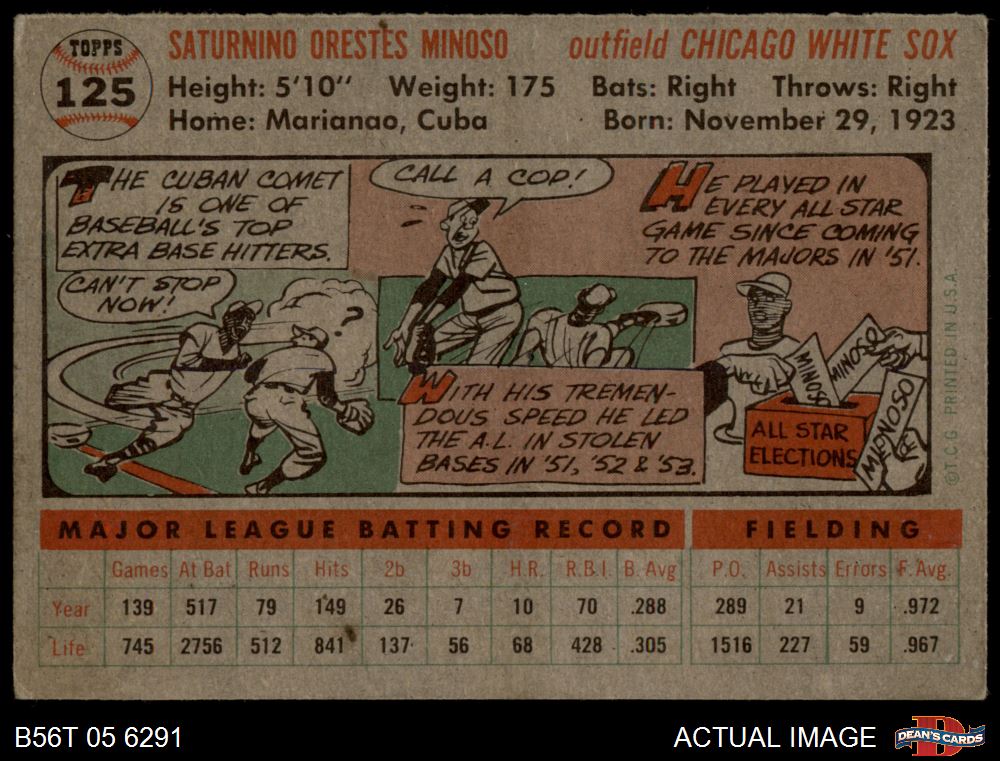 TOPPS
125
SATURNINO ORESTES MINOSO
outfield CHICAGO WHITE SOX
Height: 5'10" Weight: 175 Bats: Right Throws: Right
Home: Marianao, Cuba Born: November 29, 1923
THE CUBAN COMET
IS ONE OF
BASEBALL'S TOP
EXTRA BASE HITTERS.
CAN'T STOP
NOW!
?
CALL A COP!
WITH HIS TREMEN-
DOUS SPEED HE LED
THE A.L. IN STOLEN
BASES IN '51, '52 & '53.
HE PLAYED IN
EVERY ALL STAR
GAME SINCE COMING
TO THE MAJORS IN '51.
MINOSO
MINOSO
MINOSO
ALL STAR
ELECTIONS
©T.C.G. PRINTED IN U.S.A.
MAJOR LEAGUE BATTING RECORD FIELDING
Games At Bat Runs Hits 2b 3b H.R. R.B.I. B. Avg P.O. Assists Errors F. Avg.
Year 139 517 79 149 26 7 10 70 .288 289 21 9 .972
Life 745 2756 512 841 137 56 68 428 .305 1516 227 59 .967
B56T 05 6291
ACTUAL IMAGE
D
DEAN'S CARDS